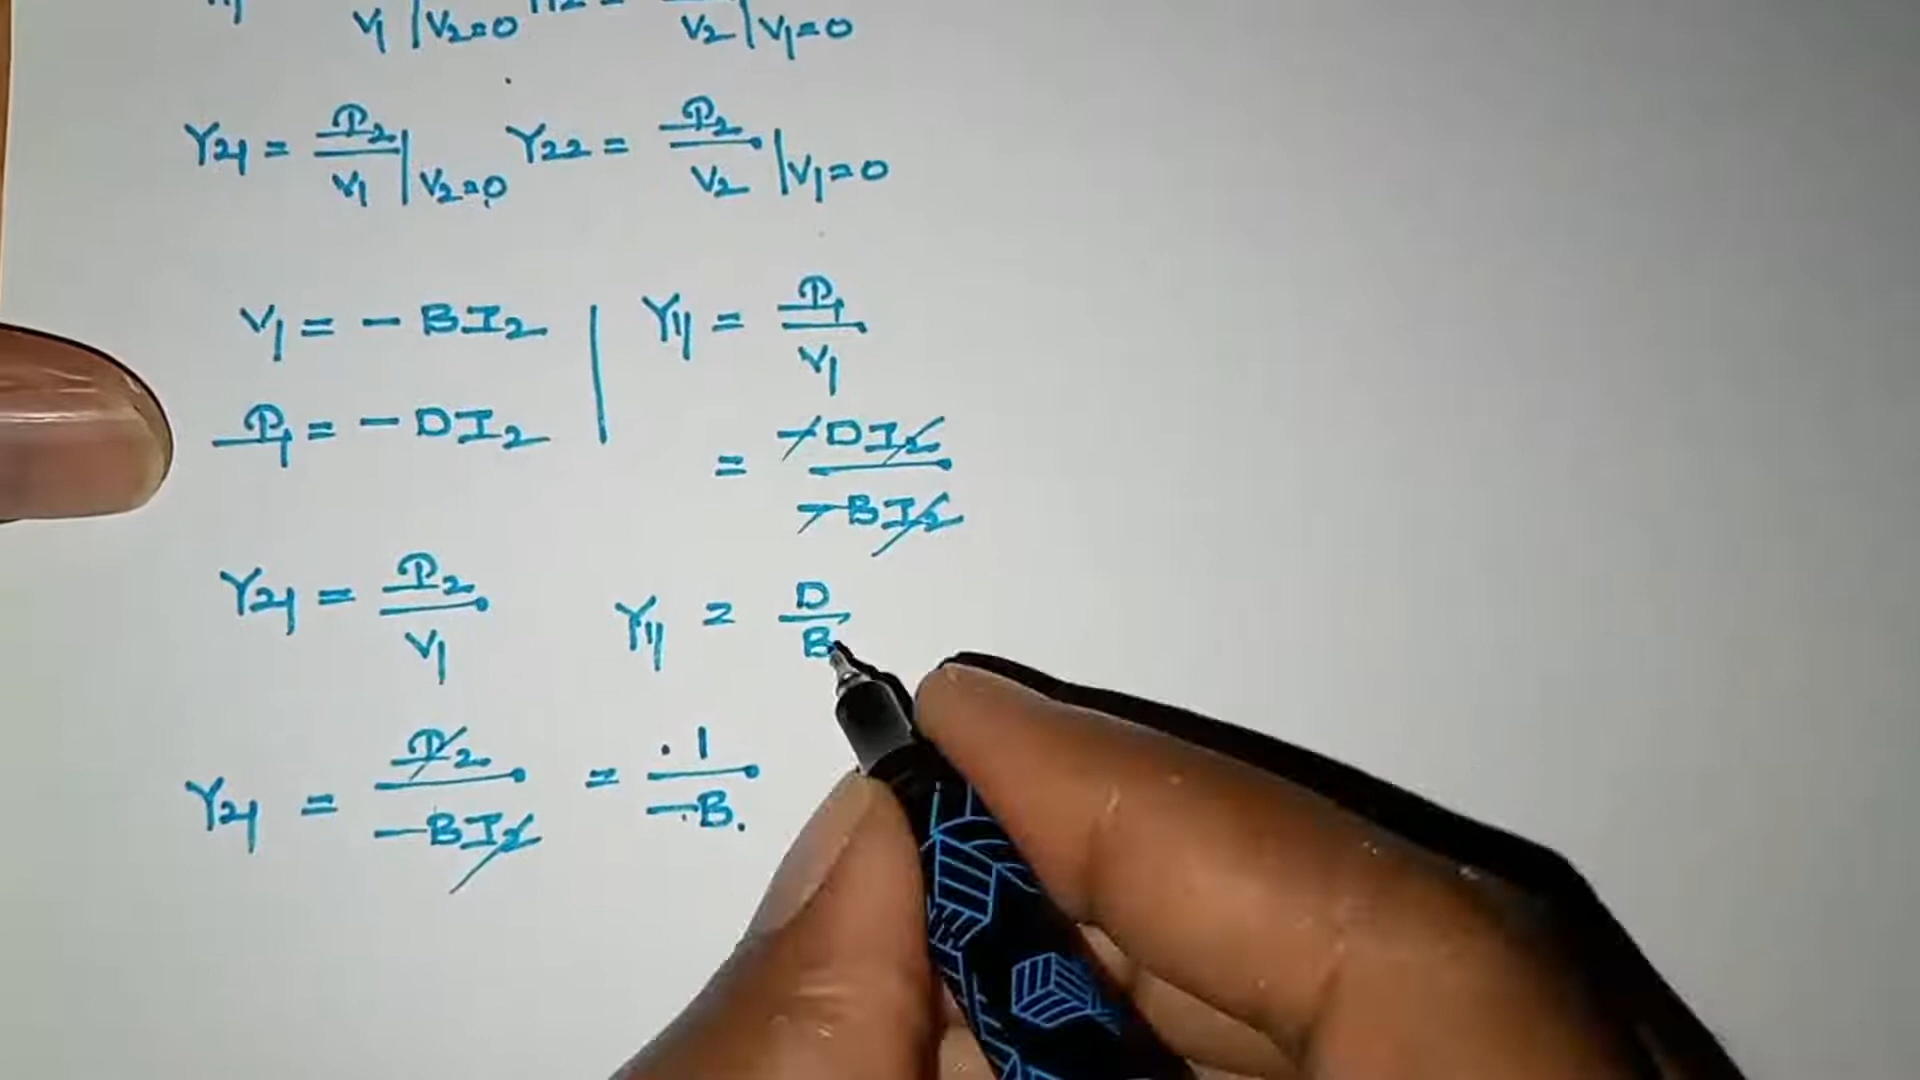 V1 | V2=0 V2 | V1=0
Y21 = I2/V1 | V2=0 Y22 = I2/V2 | V1=0
V1 = - BI2 | Y11 = I1/V1
I1 = - DI2
= -DI2/-BI2
Y21 = I2/V1 Y11 = D/B
Y21 = I2/-BI2 = 1/-B.